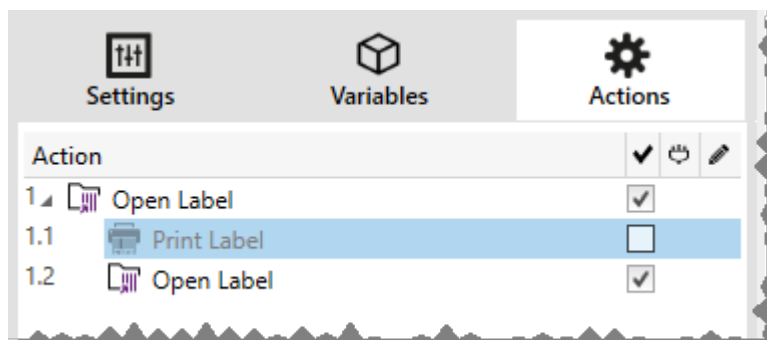 Settings Variables Actions
Action
1 Open Label
1.1 Print Label
1.2 Open Label